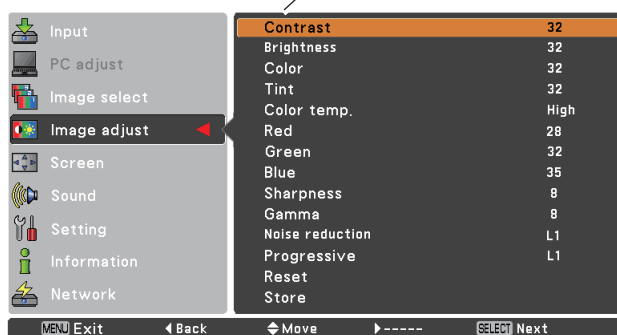 Input
PC adjust
Image select
Image adjust
Screen
Sound
Setting
Information
Network
Contrast 32
Brightness 32
Color 32
Tint 32
Color temp. High
Red 28
Green 32
Blue 35
Sharpness 8
Gamma 8
Noise reduction L1
Progressive L1
Reset
Store
MENU Exit ◀Back ◆Move ▶----- SELECT Next